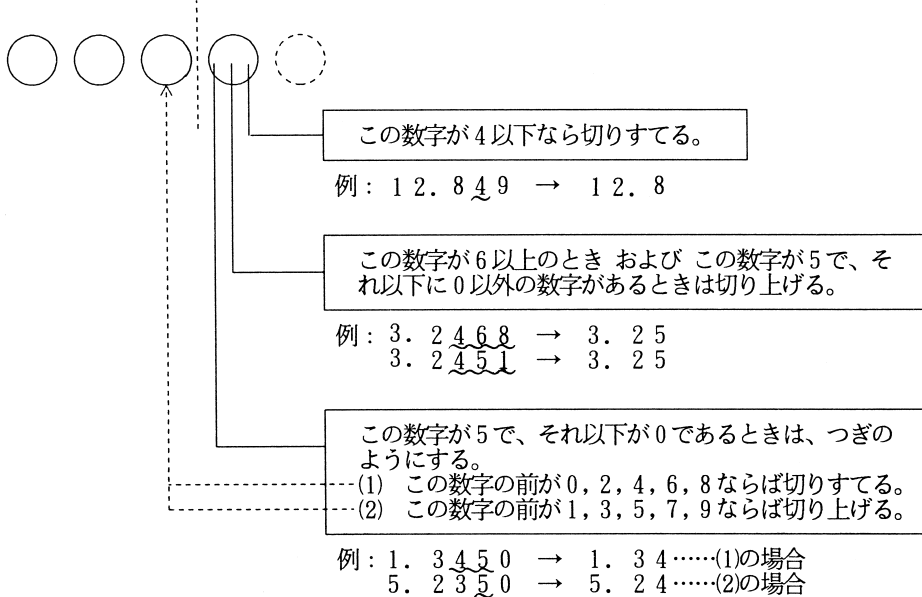 この数字が4以下なら切りすてる。
例: 12.849 → 12.8
この数字が6以上のとき および この数字が5で、そ
れ以下に0以外の数字があるときは切り上げる。
例: 3.2468 → 3.25
3.2451 → 3.25
この数字が5で、それ以下が0であるときは、つぎの
ようにする。
(1) この数字の前が0,2,4,6,8ならば切りすてる。
(2) この数字の前が1,3,5,7,9ならば切り上げる。
例: 1.3450 → 1.34……(1)の場合
5.2350 → 5.24……(2)の場合